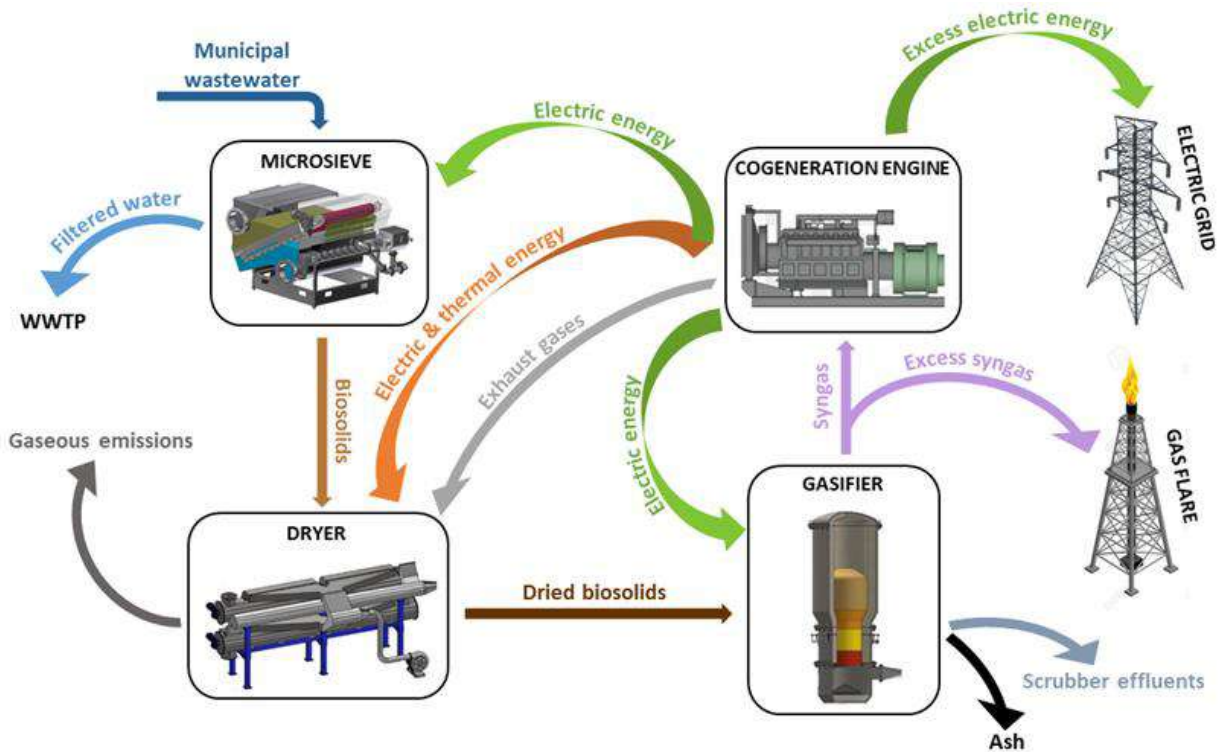 Municipal
wastewater
Excess electric energy
Electric energy
MICROSIEVE
COGENERATION ENGINE
ELECTRIC GRID
Filtered water
WWTP
Electric & thermal energy
Exhaust gases
Biosolids
Electric energy
Syngas
Excess syngas
Gaseous emissions
GAS FLARE
DRYER
GASIFIER
Dried biosolids
Scrubber effluents
Ash